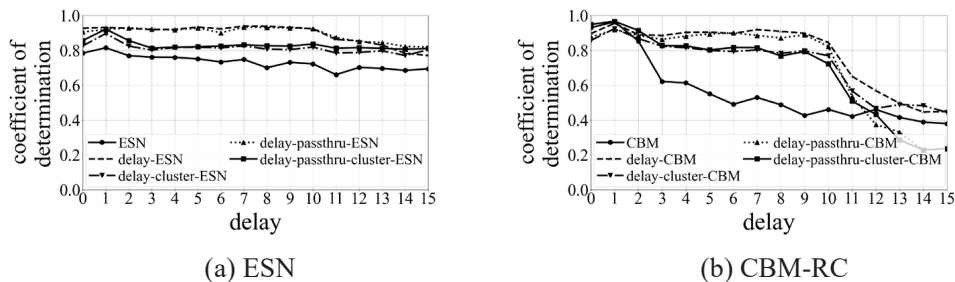 coefficient of
determination
1.0
0.8
0.6
0.4
0.2
0.0
ESN
delay-ESN
delay-cluster-ESN
delay-passthru-ESN
delay-passthru-cluster-ESN
0 1 2 3 4 5 6 7 8 9 10 11 12 13 14 15
delay
(a) ESN
coefficient of
determination
1.0
0.8
0.6
0.4
0.2
0.0
CBM
delay-CBM
delay-cluster-CBM
delay-passthru-CBM
delay-passthru-cluster-CBM
0 1 2 3 4 5 6 7 8 9 10 11 12 13 14 15
delay
(b) CBM-RC